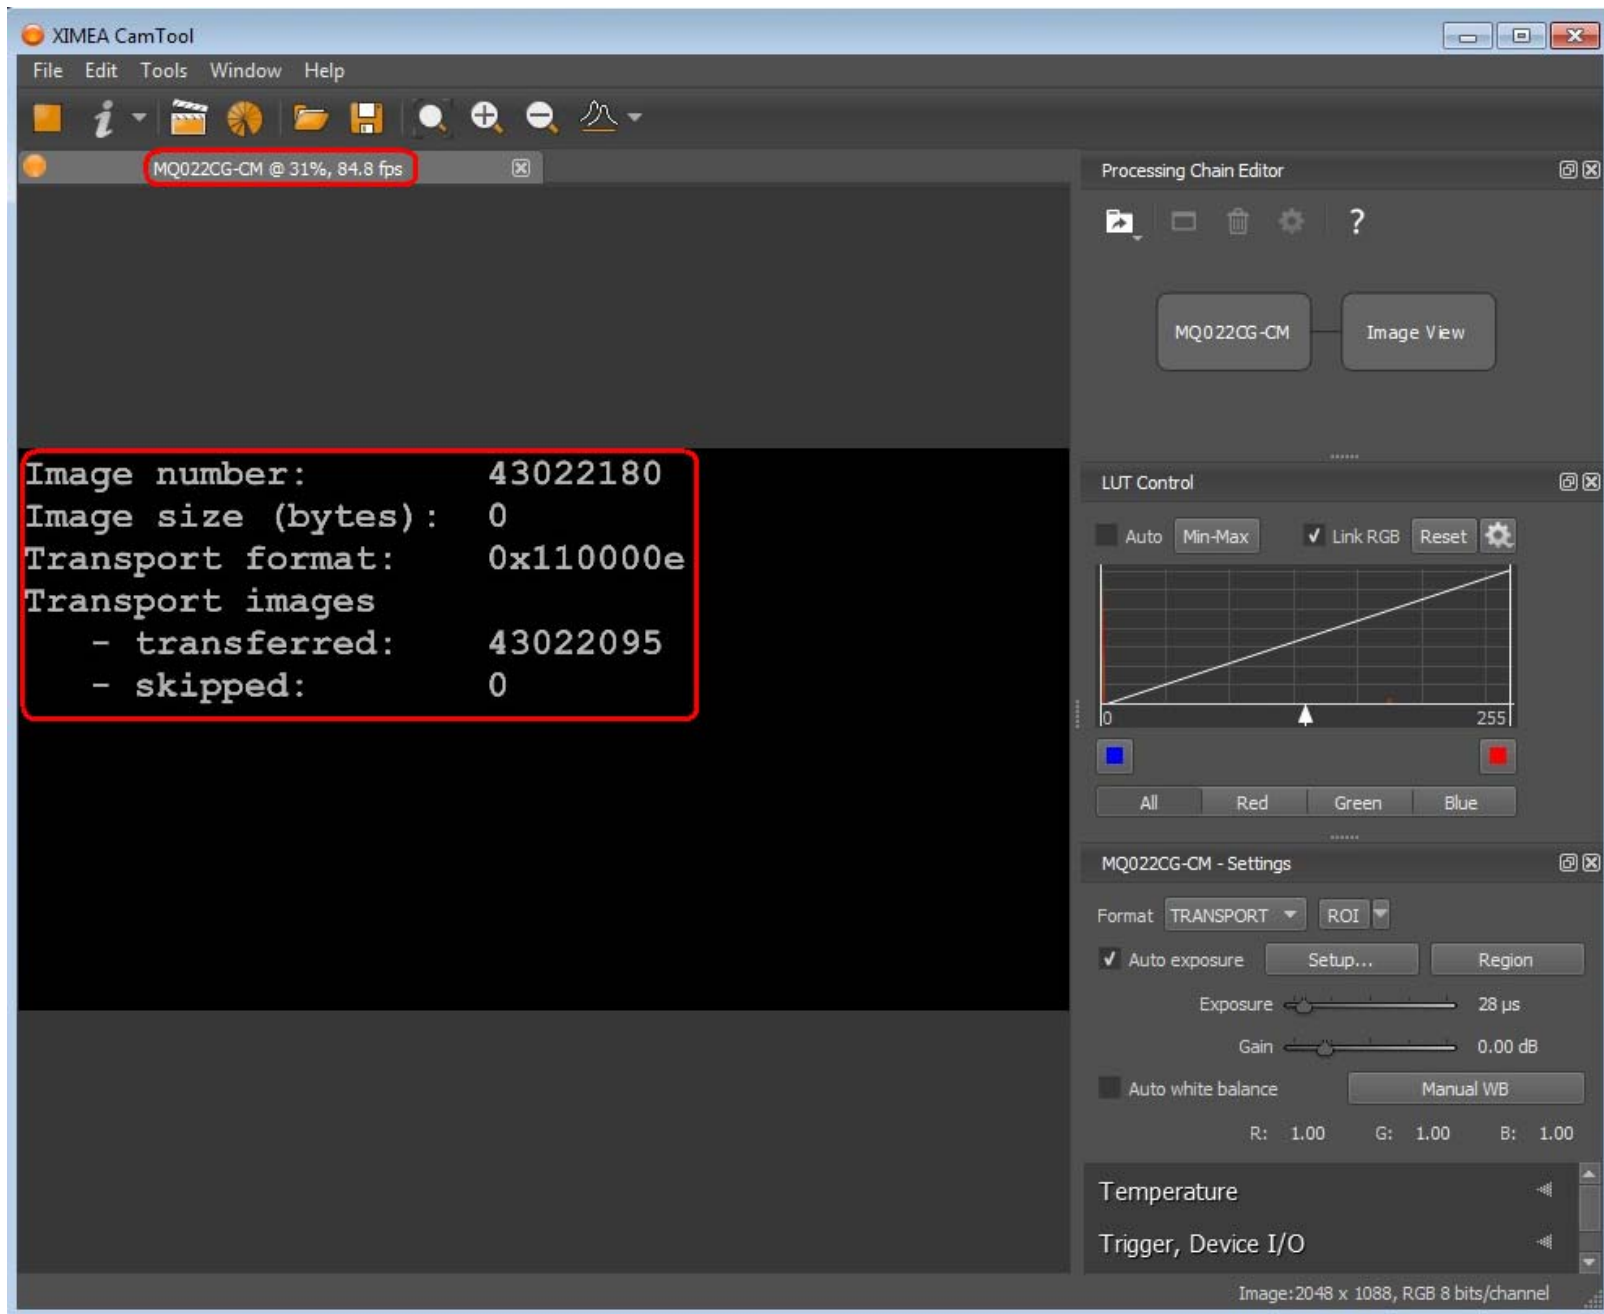 XIMEA CamTool
File Edit Tools Window Help
MQ022CG-CM @ 31%, 84.8 fps
Image number: 43022180
Image size (bytes): 0
Transport format: 0x110000e
Transport images
- transferred: 43022095
- skipped: 0
Processing Chain Editor
?
MQ022CG-CM Image View
LUT Control
Auto Min-Max Link RGB Reset
0 255
All Red Green Blue
MQ022CG-CM - Settings
Format TRANSPORT ROI
Auto exposure Setup... Region
Exposure 28 µs
Gain 0.00 dB
Auto white balance Manual WB
R: 1.00 G: 1.00 B: 1.00
Temperature
Trigger, Device I/O
Image:2048 x 1088, RGB 8 bits/channel